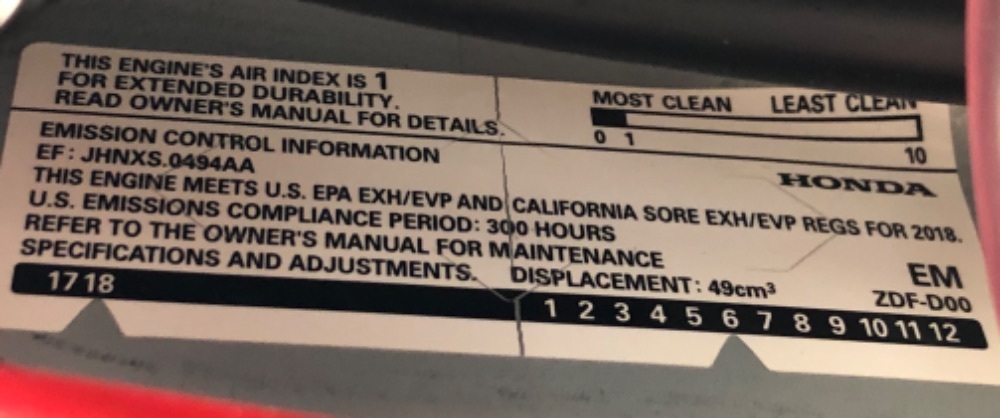 THIS ENGINE'S AIR INDEX IS 1
FOR EXTENDED DURABILITY.
READ OWNER'S MANUAL FOR DETAILS.
MOST CLEAN LEAST CLEAN
0 1 10
EMISSION CONTROL INFORMATION
HONDA
EF: JHNXS.0494AA
THIS ENGINE MEETS U.S. EPA EXH/EVP AND CALIFORNIA SORE EXH/EVP REGS FOR 2018.
U.S. EMISSIONS COMPLIANCE PERIOD: 300 HOURS
REFER TO THE OWNER'S MANUAL FOR MAINTENANCE
SPECIFICATIONS AND ADJUSTMENTS. DISPLACEMENT: 49cm³
EM
ZDF-D00
17 18 1 2 3 4 5 6 7 8 9 10 11 12